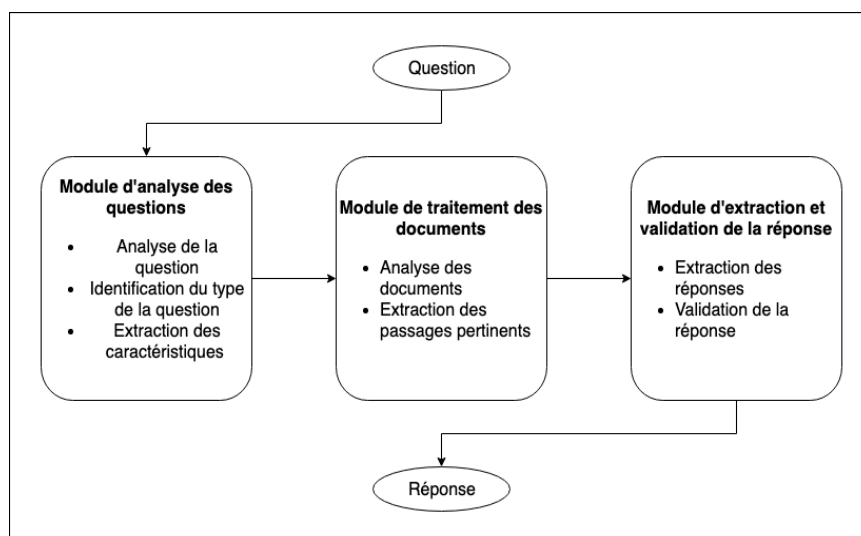 Question
Module d'analyse des
questions
• Analyse de la
question
• Identification du type
de la question
• Extraction des
caractéristiques
Module de traitement des
documents
• Analyse des
documents
• Extraction des
passages pertinents
Module d'extraction et
validation de la réponse
• Extraction des
réponses
• Validation de la
réponse
Réponse